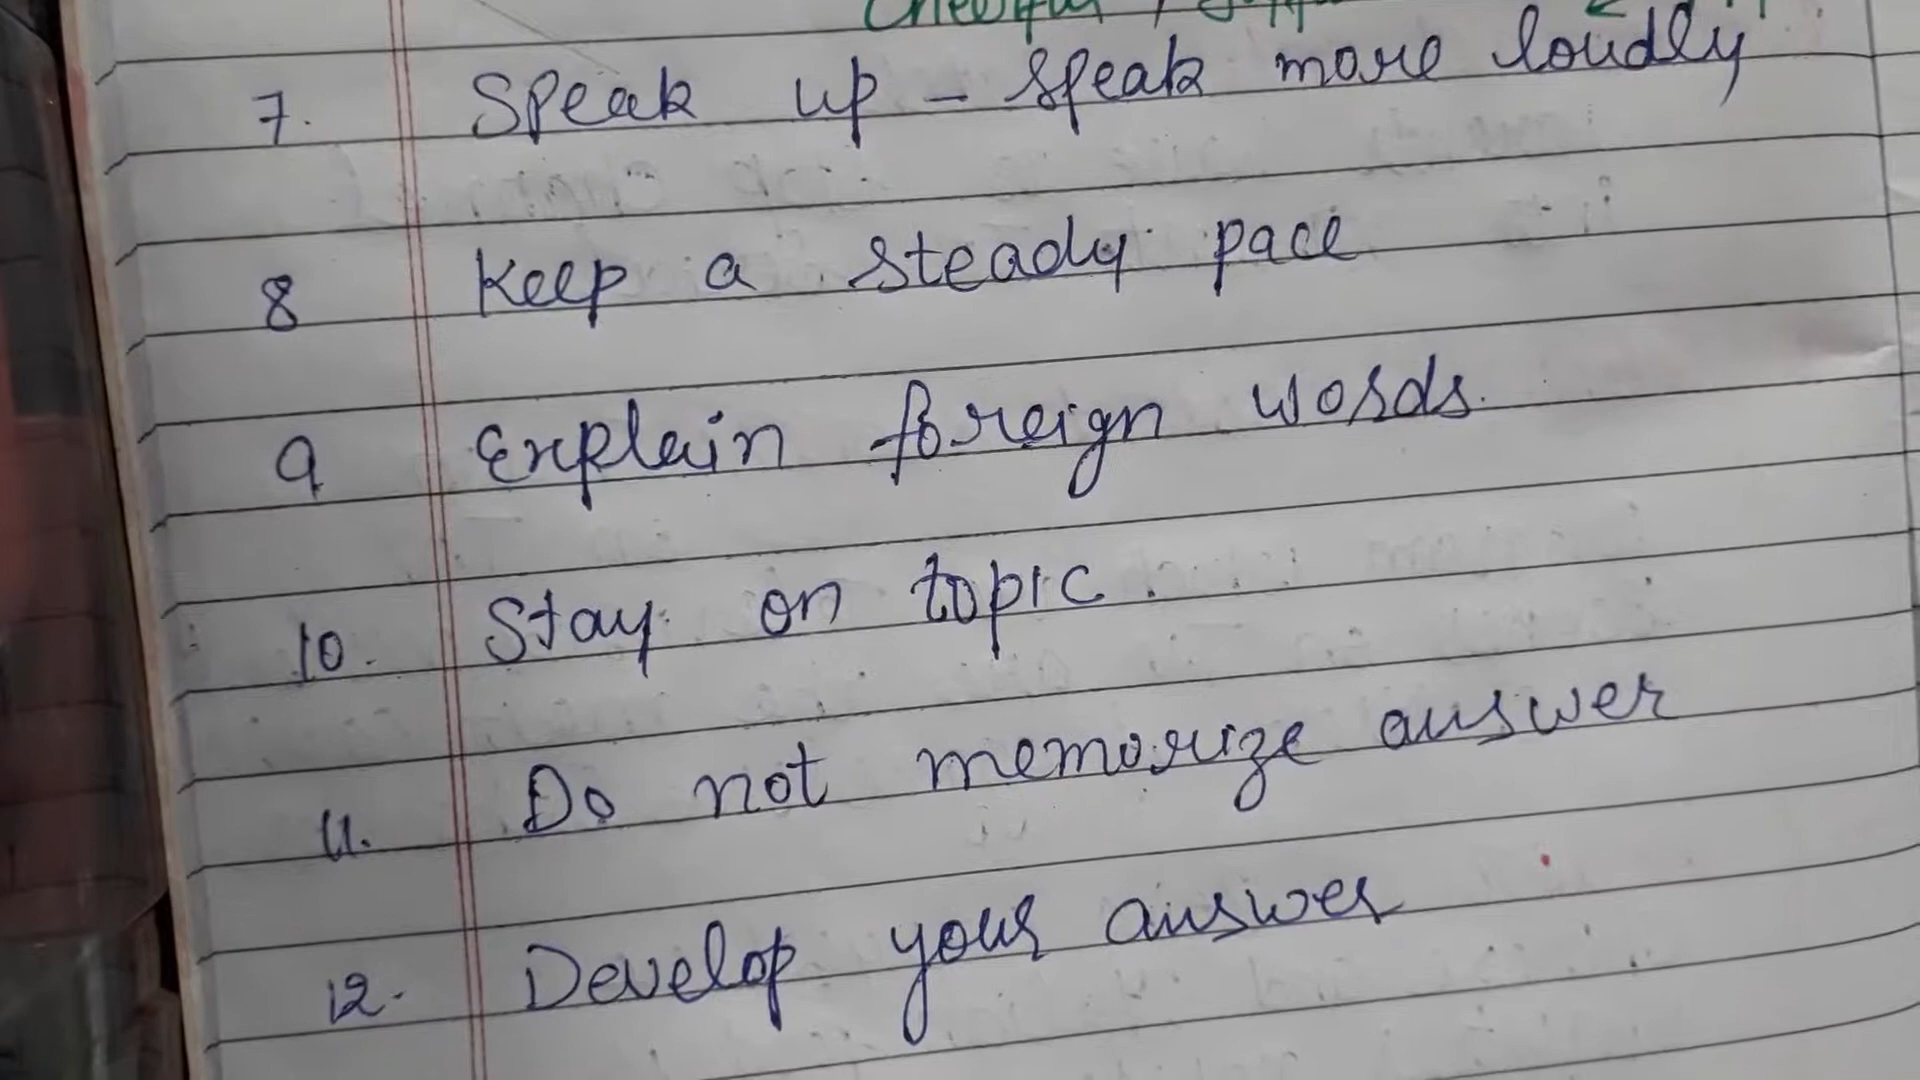 7. Speak up - speak more loudly
8 Keep a steady pace
9 Explain foreign words.
10. Stay on topic.
11. Do not memorize answer
12. Develop your answer